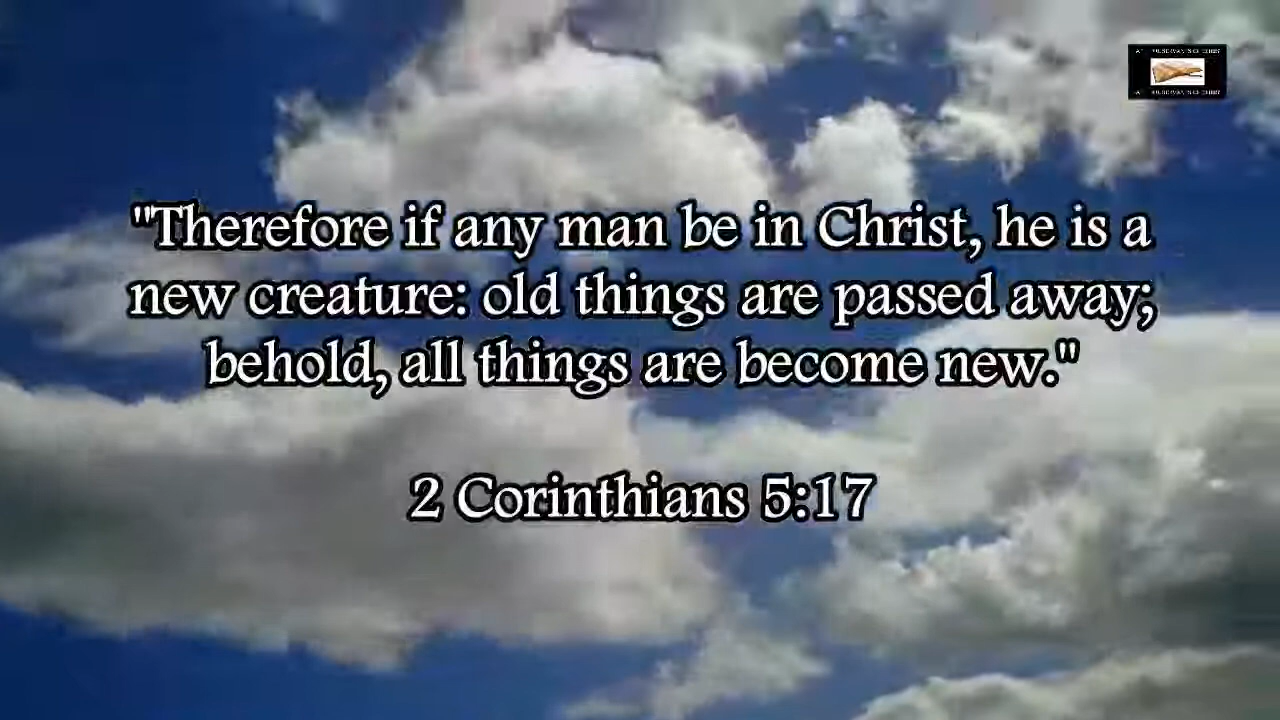 "Therefore if any man be in Christ, he is a
new creature: old things are passed away;
behold, all things are become new."
2 Corinthians 5:17